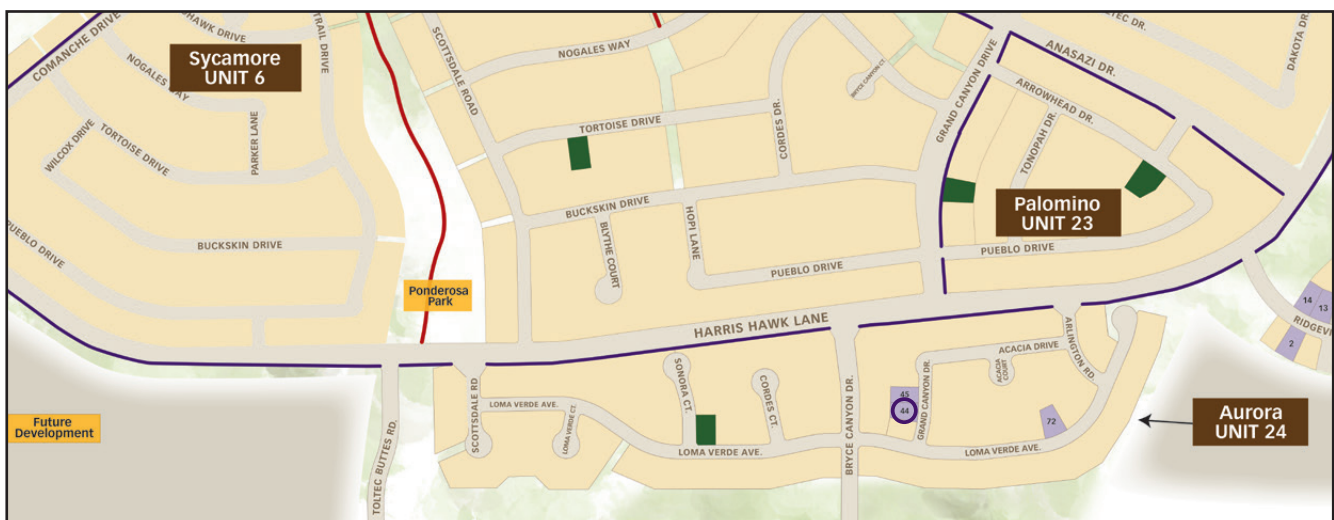 COMANCHE DRIVE
NOGALES WAY
TORTOISE DRIVE
WILCOX DRIVE
PARKER LANE
BUCKSKIN DRIVE
PUEBLO DRIVE
TRAIL DRIVE
Sycamore
UNIT 6
SCOTTSDALE ROAD
NOGALES WAY
TORTOISE DRIVE
CORDES DR.
BRYCE CANYON CT.
GRAND CANYON DRIVE
ANASAZI DR.
DAKOTA DR.
ARROWHEAD DR.
TONOPAH DR.
Palomino
UNIT 23
PUEBLO DRIVE
BUCKSKIN DRIVE
BLYTHE COURT
HOPI LANE
PUEBLO DRIVE
Ponderosa
Park
HARRIS HAWK LANE
14
13
2
RIDGEVI
ARLINGTON RD.
ACACIA DRIVE
ACACIA
COURT
GRAND CANYON DR.
45
44
72
SONORA CT.
CORDES CT.
BRYCE CANYON DR.
SCOTTSDALE RD
LOMA VERDE AVE.
LOMA VERDE CT.
LOMA VERDE AVE.
LOMA VERDE AVE.
TOLTEC BUTTES RD.
Future
Development
Aurora
UNIT 24